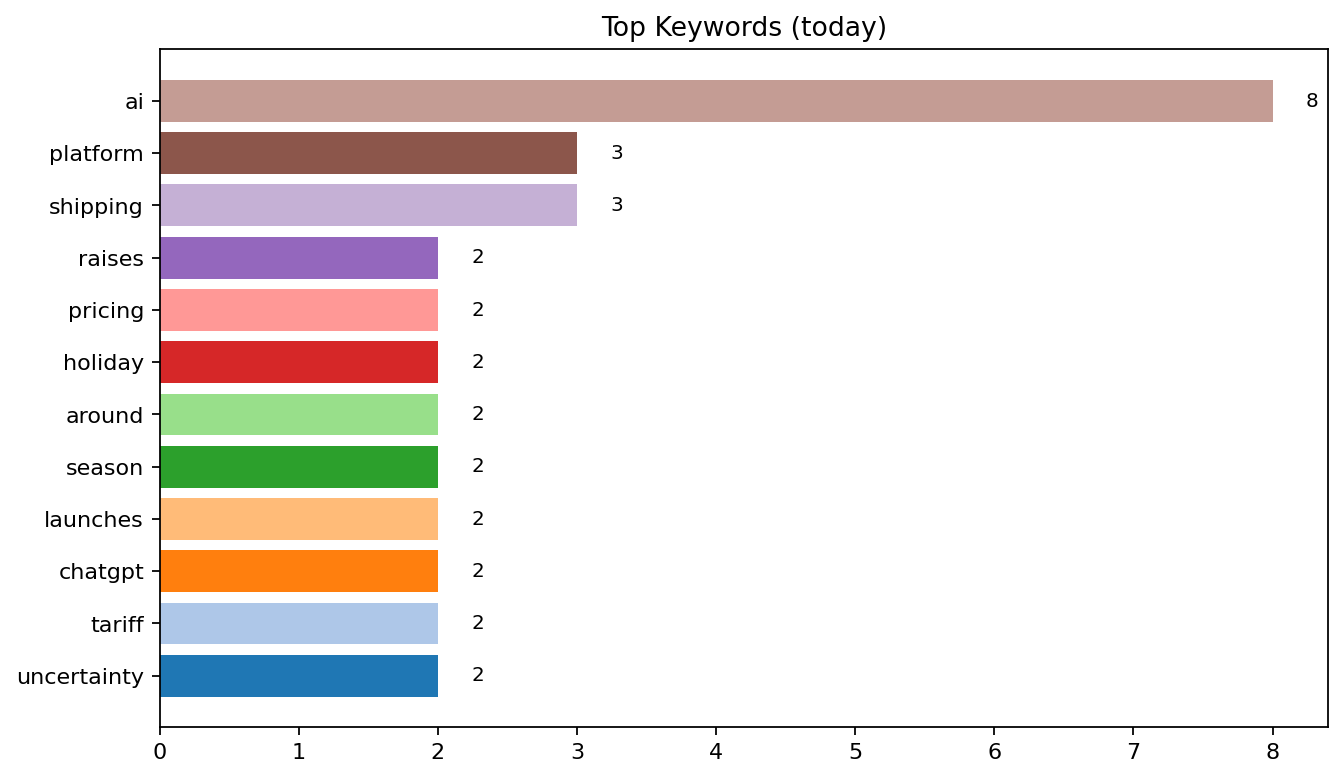 Top Keywords (today)
ai 8
platform 3
shipping 3
raises 2
pricing 2
holiday 2
around 2
season 2
launches 2
chatgpt 2
tariff 2
uncertainty 2
0 1 2 3 4 5 6 7 8